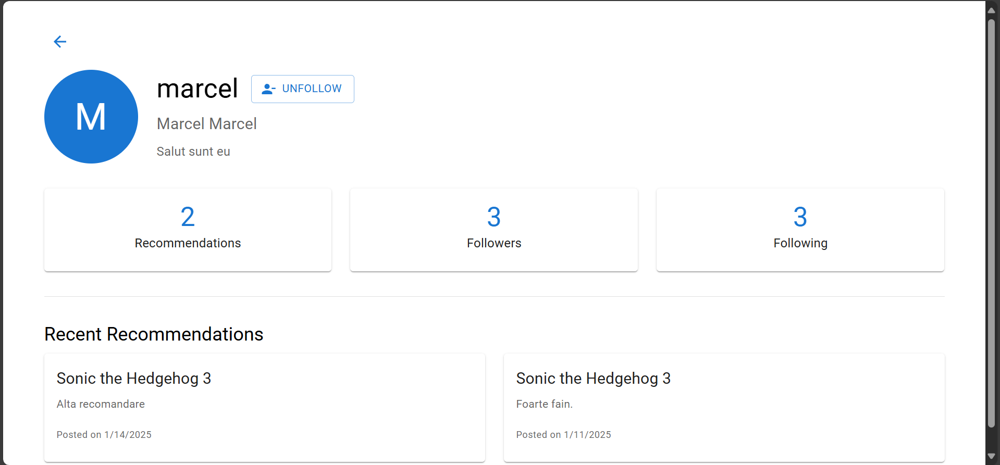 M
marcel
UNFOLLOW
Marcel Marcel
Salut sunt eu
2
Recommendations
3
Followers
3
Following
Recent Recommendations
Sonic the Hedgehog 3
Alta recomandare
Posted on 1/14/2025
Sonic the Hedgehog 3
Foarte fain.
Posted on 1/11/2025